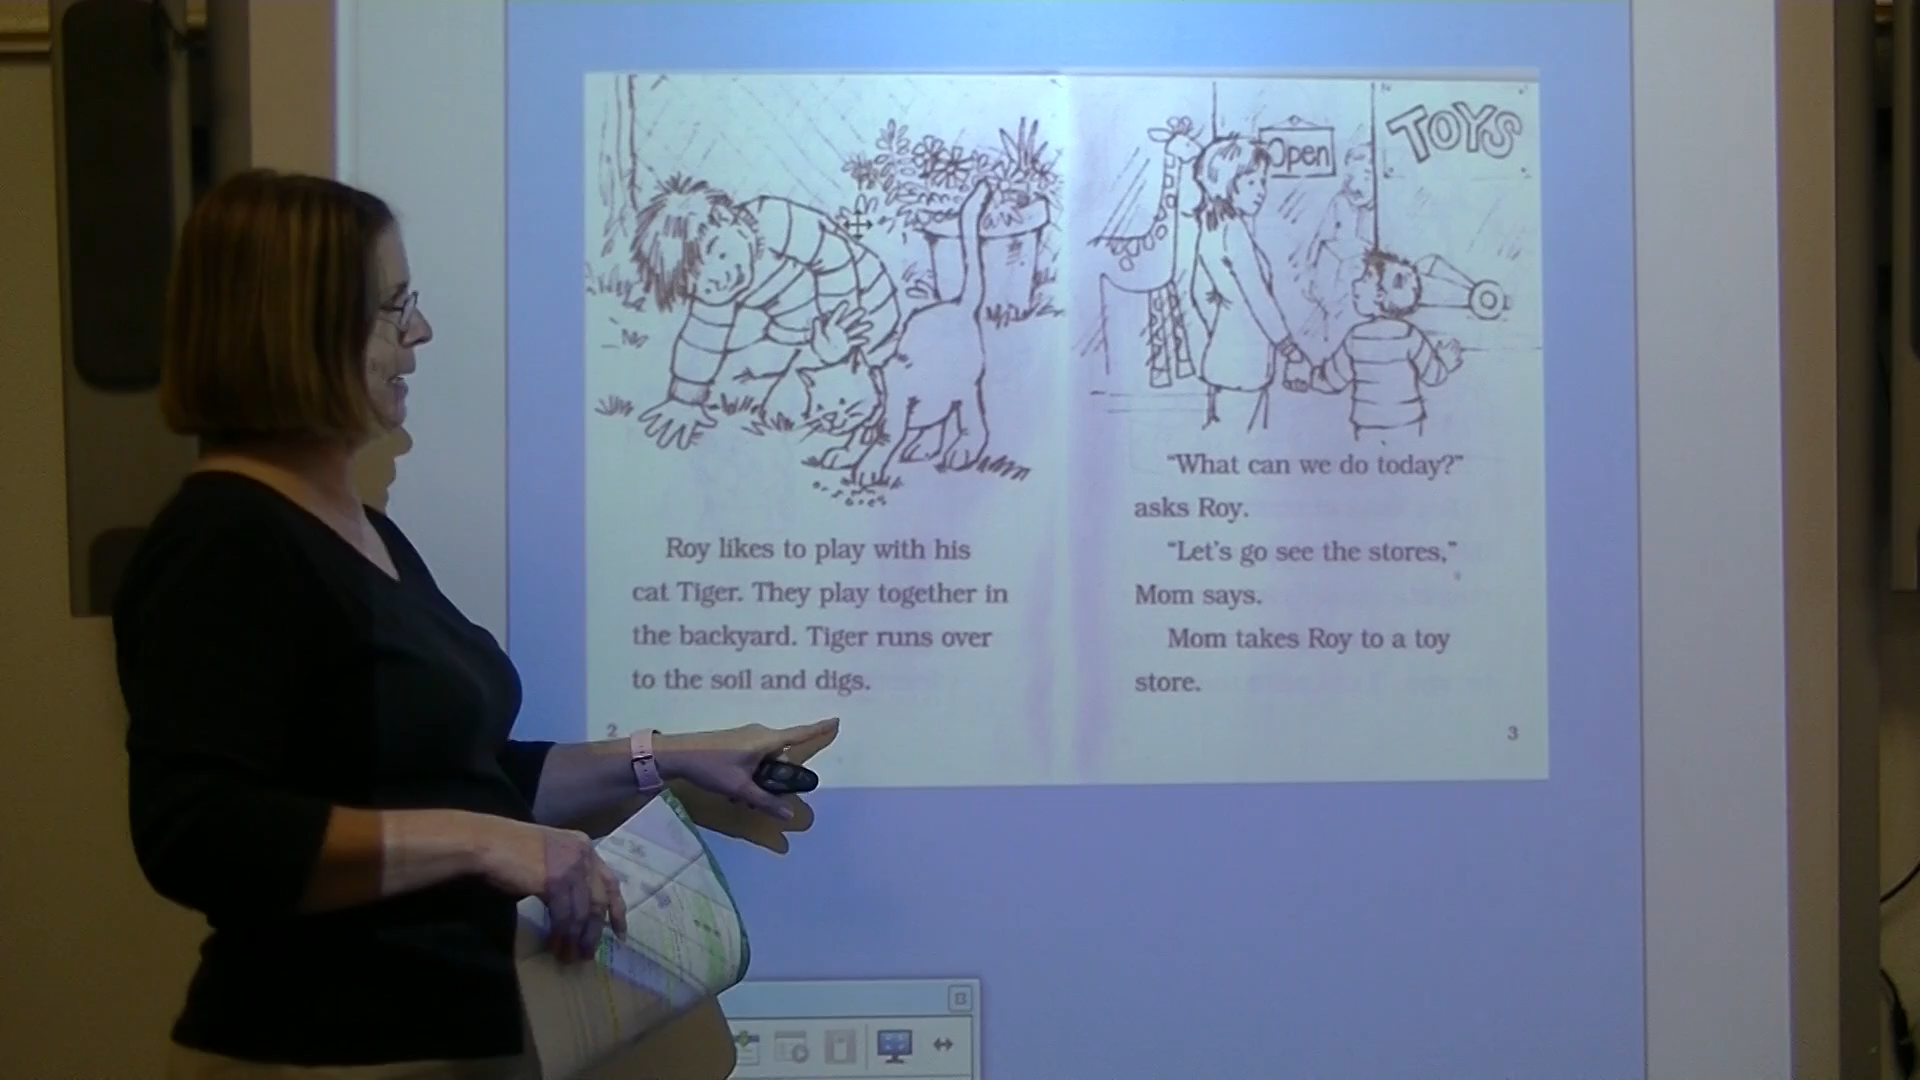 Roy likes to play with his
cat Tiger. They play together in
the backyard. Tiger runs over
to the soil and digs.
2
Open
TOYS
"What can we do today?"
asks Roy.
"Let's go see the stores,"
Mom says.
Mom takes Roy to a toy
store.
3